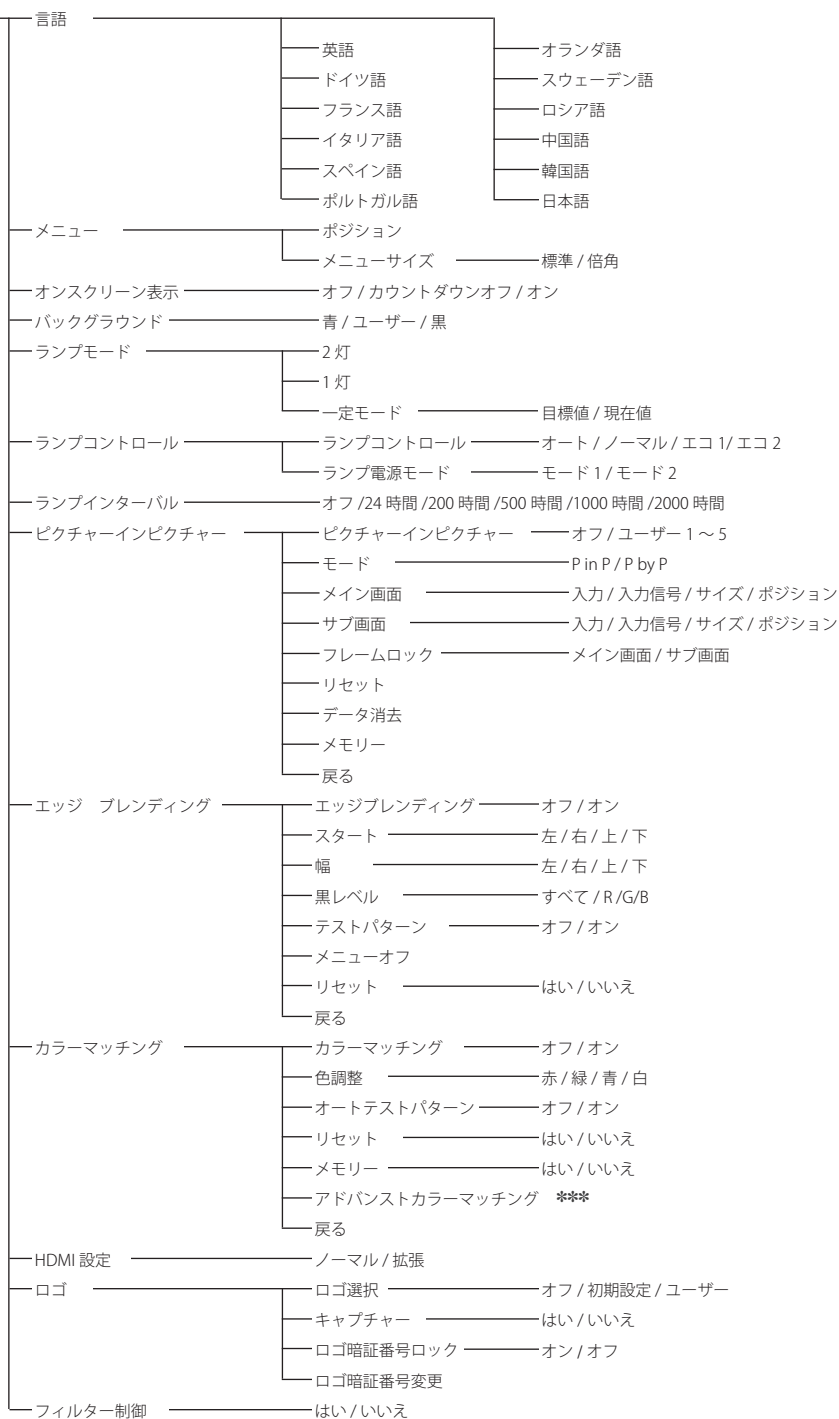 言語
英語 オランダ語
ドイツ語 スウェーデン語
フランス語 ロシア語
イタリア語 中国語
スペイン語 韓国語
ポルトガル語 日本語
メニュー ポジション
メニューサイズ 標準 / 倍角
オンスクリーン表示 オフ / カウントダウンオフ / オン
バックグラウンド 青 / ユーザー / 黒
ランプモード 2 灯
1 灯
一定モード 目標値 / 現在値
ランプコントロール ランプコントロール オート / ノーマル / エコ 1/ エコ 2
ランプ電源モード モード 1 / モード 2
ランプインターバル オフ /24 時間 /200 時間 /500 時間 /1000 時間 /2000 時間
ピクチャーインピクチャー ピクチャーインピクチャー オフ / ユーザー 1 〜 5
モード P in P / P by P
メイン画面 入力 / 入力信号 / サイズ / ポジション
サブ画面 入力 / 入力信号 / サイズ / ポジション
フレームロック メイン画面 / サブ画面
リセット
データ消去
メモリー
戻る
エッジ ブレンディング エッジブレンディング オフ / オン
スタート 左 / 右 / 上 / 下
幅 左 / 右 / 上 / 下
黒レベル すべて / R /G/B
テストパターン オフ / オン
メニューオフ
リセット はい / いいえ
戻る
カラーマッチング カラーマッチング オフ / オン
色調整 赤 / 緑 / 青 / 白
オートテストパターン オフ / オン
リセット はい / いいえ
メモリー はい / いいえ
アドバンストカラーマッチング ***
戻る
HDMI 設定 ノーマル / 拡張
ロゴ ロゴ選択 オフ / 初期設定 / ユーザー
キャプチャー はい / いいえ
ロゴ暗証番号ロック オン / オフ
ロゴ暗証番号変更
フィルター制御 はい / いいえ